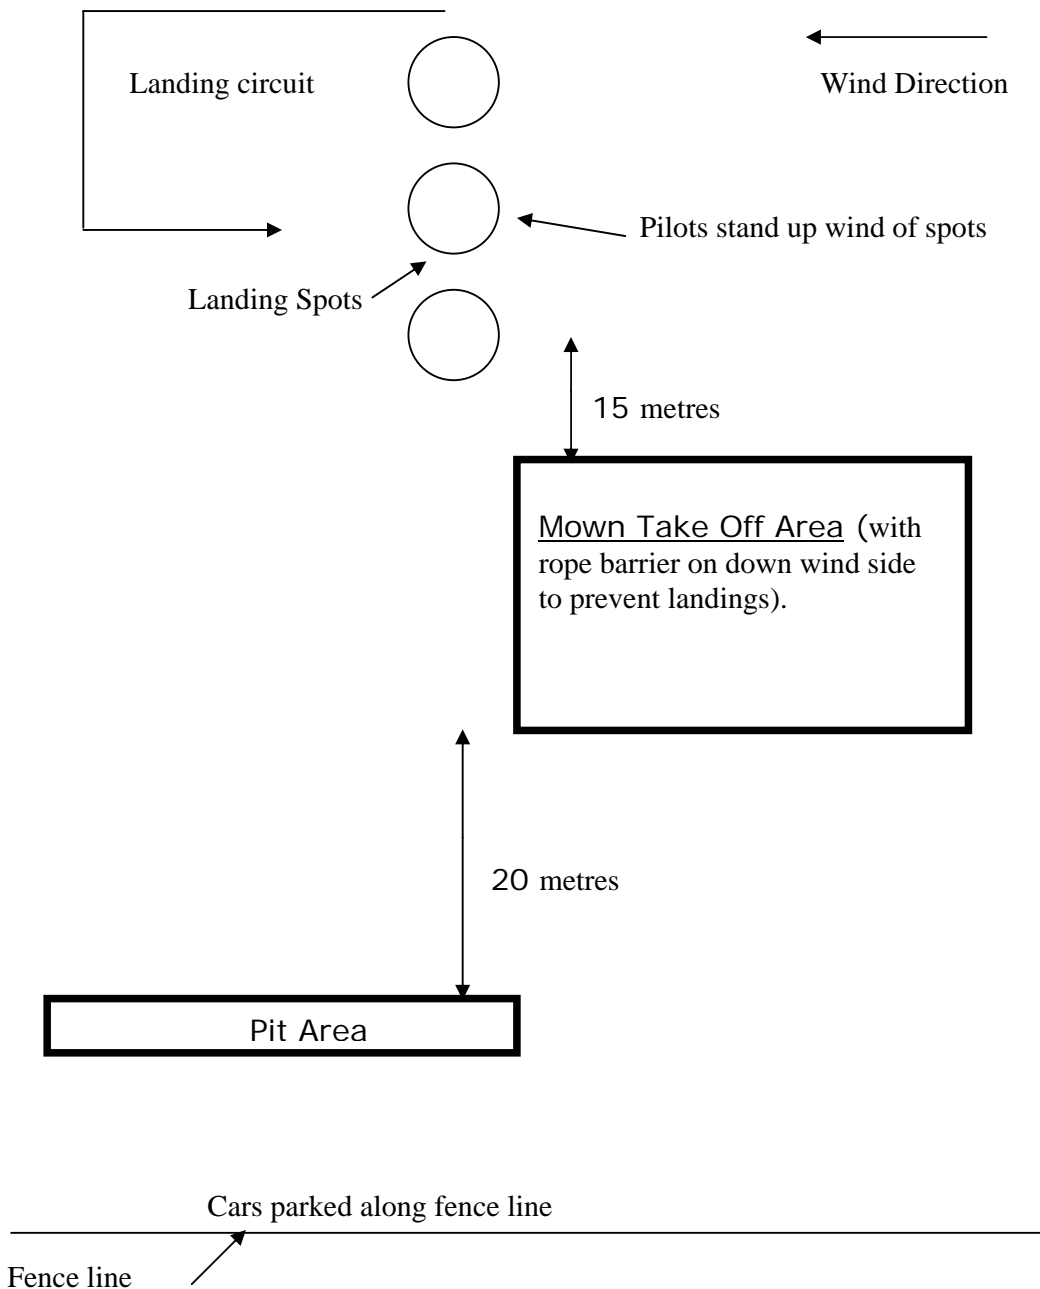 Landing circuit
Wind Direction
Pilots stand up wind of spots
Landing Spots
15 metres
Mown Take Off Area (with
rope barrier on down wind side
to prevent landings).
20 metres
Pit Area
Cars parked along fence line
Fence line